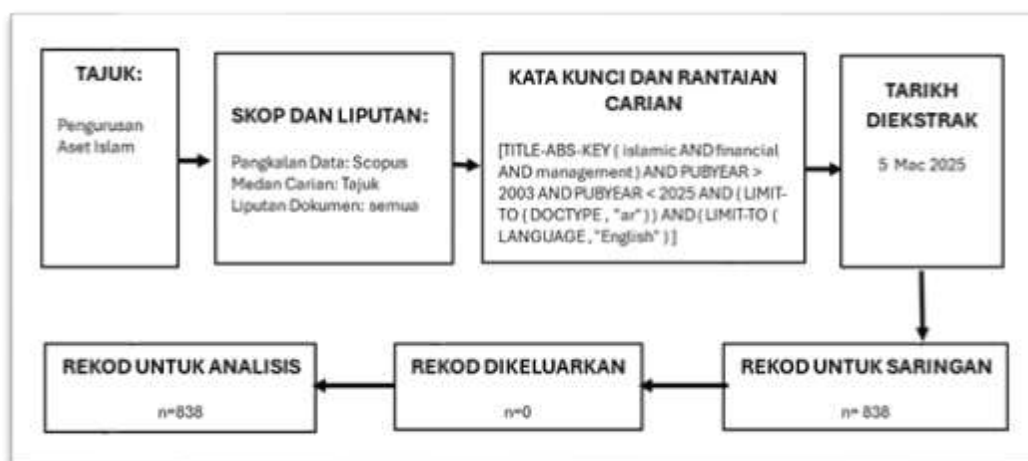 TAJUK:
Pengurusan
Aset Islam
SKOP DAN LIPUTAN:
Pangkalan Data: Scopus
Medan Carian: Tajuk
Liputan Dokumen: semua
KATA KUNCI DAN RANTAIAN
CARIAN
[TITLE-ABS-KEY ( islamic AND financial
AND management ) AND PUBYEAR >
2003 AND PUBYEAR < 2025 AND ( LIMIT-
TO ( DOCTYPE , "ar" ) ) AND ( LIMIT-TO (
LANGUAGE , "English" ) ]
TARIKH
DIEKSTRAK
5 Mac 2025
REKOD UNTUK ANALISIS
n=838
REKOD DIKELUARKAN
n=0
REKOD UNTUK SARINGAN
n= 838